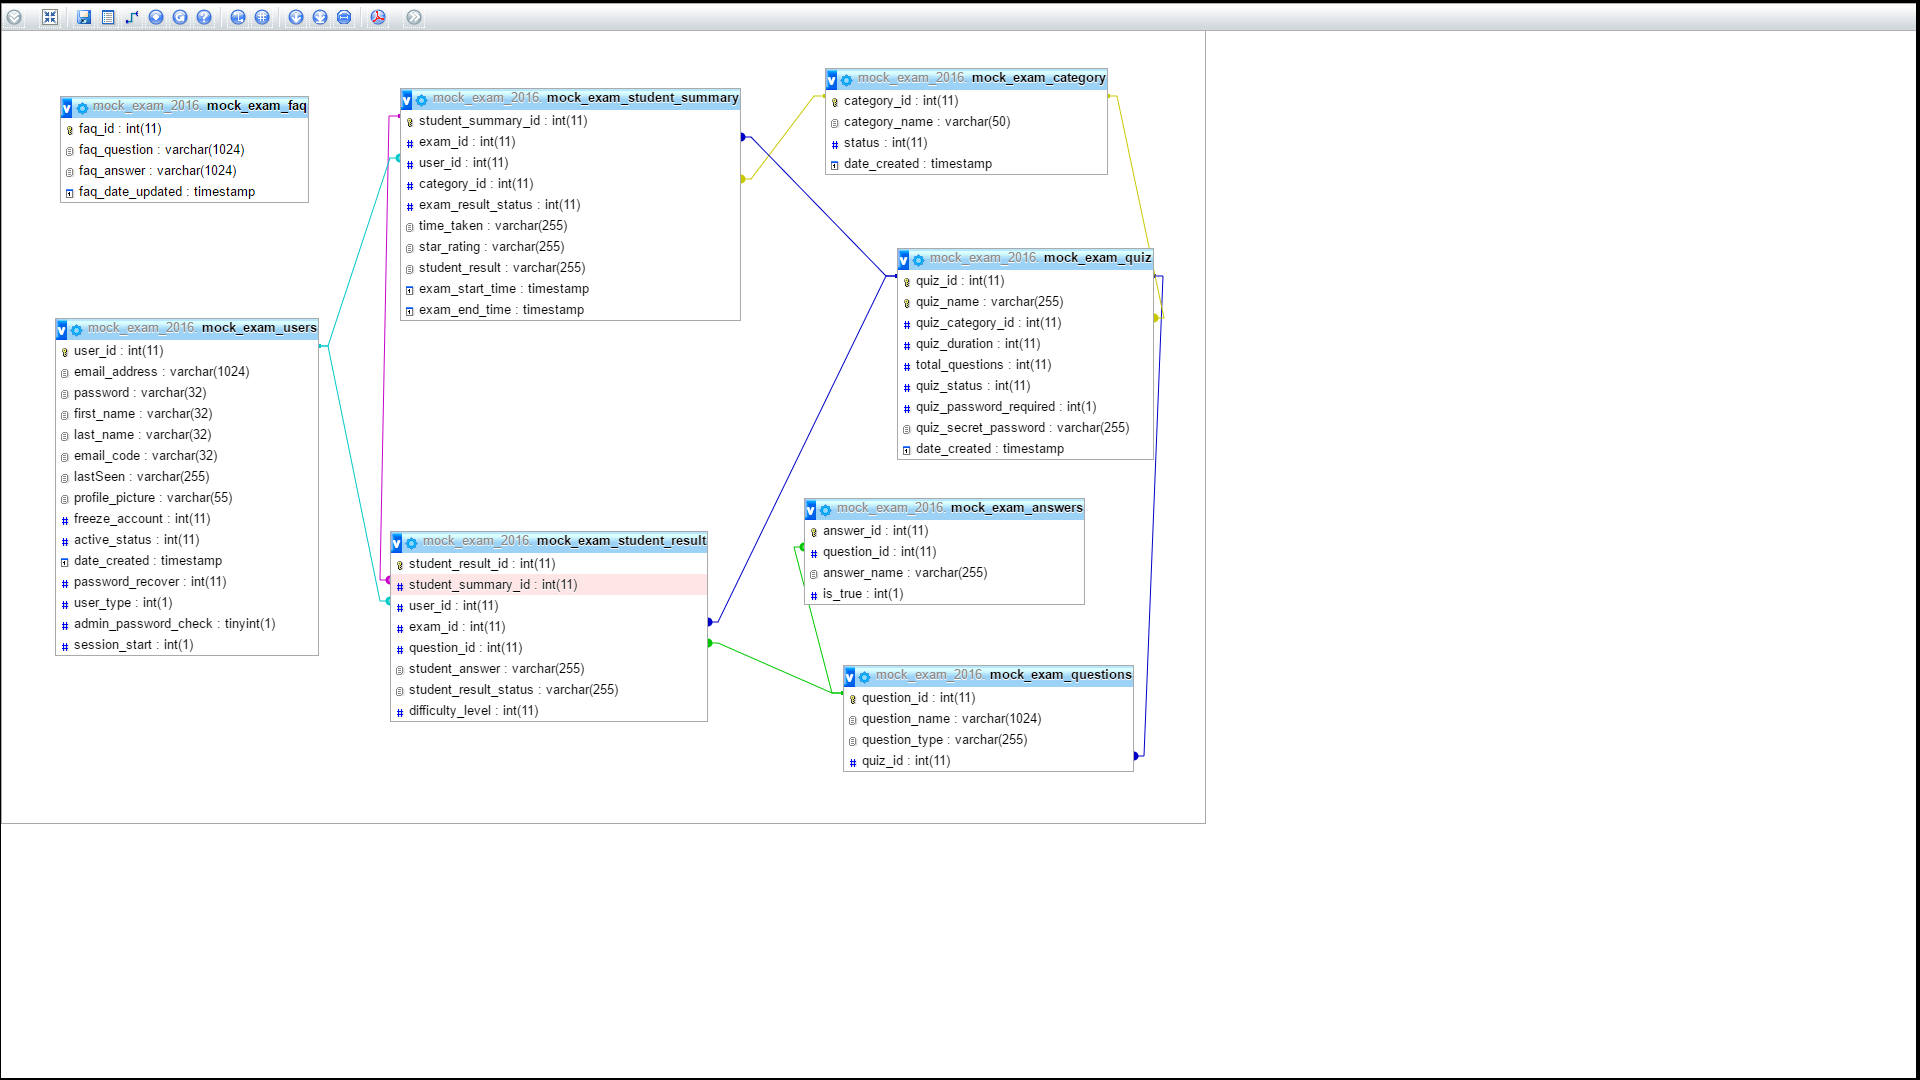 mock_exam_2016. mock_exam_faq
faq_id : int(11)
faq_question : varchar(1024)
faq_answer : varchar(1024)
faq_date_updated : timestamp
mock_exam_2016. mock_exam_users
user_id : int(11)
email_address : varchar(1024)
password : varchar(32)
first_name : varchar(32)
last_name : varchar(32)
email_code : varchar(32)
lastSeen : varchar(255)
profile_picture : varchar(55)
freeze_account : int(11)
active_status : int(11)
date_created : timestamp
password_recover : int(11)
user_type : int(1)
admin_password_check : tinyint(1)
session_start : int(1)
mock_exam_2016. mock_exam_student_summary
student_summary_id : int(11)
exam_id : int(11)
user_id : int(11)
category_id : int(11)
exam_result_status : int(11)
time_taken : varchar(255)
star_rating : varchar(255)
student_result : varchar(255)
exam_start_time : timestamp
exam_end_time : timestamp
mock_exam_2016. mock_exam_student_result
student_result_id : int(11)
student_summary_id : int(11)
user_id : int(11)
exam_id : int(11)
question_id : int(11)
student_answer : varchar(255)
student_result_status : varchar(255)
difficulty_level : int(11)
mock_exam_2016. mock_exam_category
category_id : int(11)
category_name : varchar(50)
status : int(11)
date_created : timestamp
mock_exam_2016. mock_exam_quiz
quiz_id : int(11)
quiz_name : varchar(255)
quiz_category_id : int(11)
quiz_duration : int(11)
total_questions : int(11)
quiz_status : int(11)
quiz_password_required : int(1)
quiz_secret_password : varchar(255)
date_created : timestamp
mock_exam_2016. mock_exam_answers
answer_id : int(11)
question_id : int(11)
answer_name : varchar(255)
is_true : int(1)
mock_exam_2016. mock_exam_questions
question_id : int(11)
question_name : varchar(1024)
question_type : varchar(255)
quiz_id : int(11)